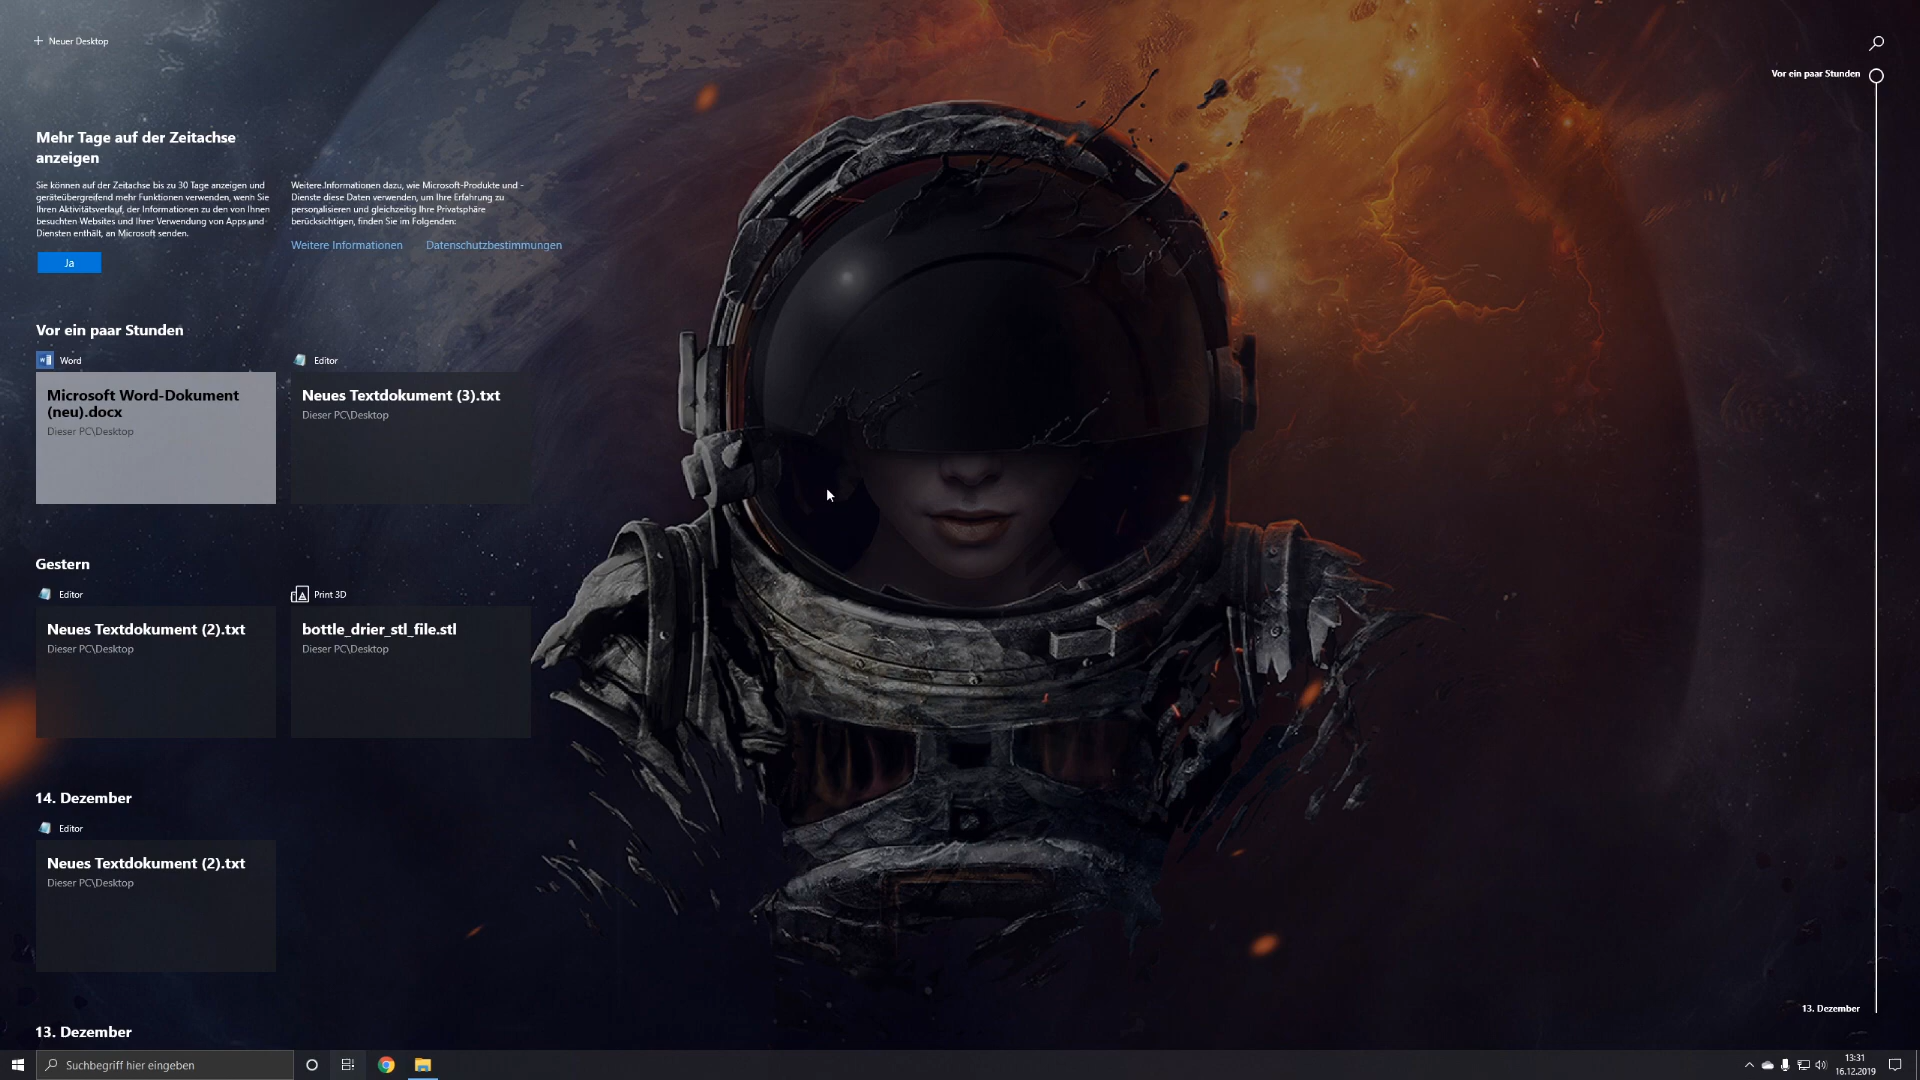 Neuer Desktop
Vor ein paar Stunden
Mehr Tage auf der Zeitachse
anzeigen
Sie können auf der Zeitachse bis zu 30 Tage anzeigen und
geräteübergreifend mehr Funktionen verwenden, wenn Sie
Ihren Aktivitätsverlauf, der Informationen zu den von Ihnen
besuchten Websites und Ihrer Verwendung von Apps und
Diensten enthält, an Microsoft senden.
Ja
Weitere Informationen dazu, wie Microsoft-Produkte und -
Dienste diese Daten verwenden, um Ihre Erfahrung zu
personalisieren und gleichzeitig Ihre Privatsphäre
berücksichtigen, finden Sie im Folgenden:
Weitere Informationen Datenschutzbestimmungen
Vor ein paar Stunden
Word
Microsoft Word-Dokument
(neu).docx
Dieser PC\Desktop
Editor
Neues Textdokument (3).txt
Dieser PC\Desktop
Gestern
Editor
Neues Textdokument (2).txt
Dieser PC\Desktop
Print 3D
bottle_drier_stl_file.stl
Dieser PC\Desktop
14. Dezember
Editor
Neues Textdokument (2).txt
Dieser PC\Desktop
13. Dezember
13. Dezember
Suchbegriff hier eingeben
13:31
16.12.2019